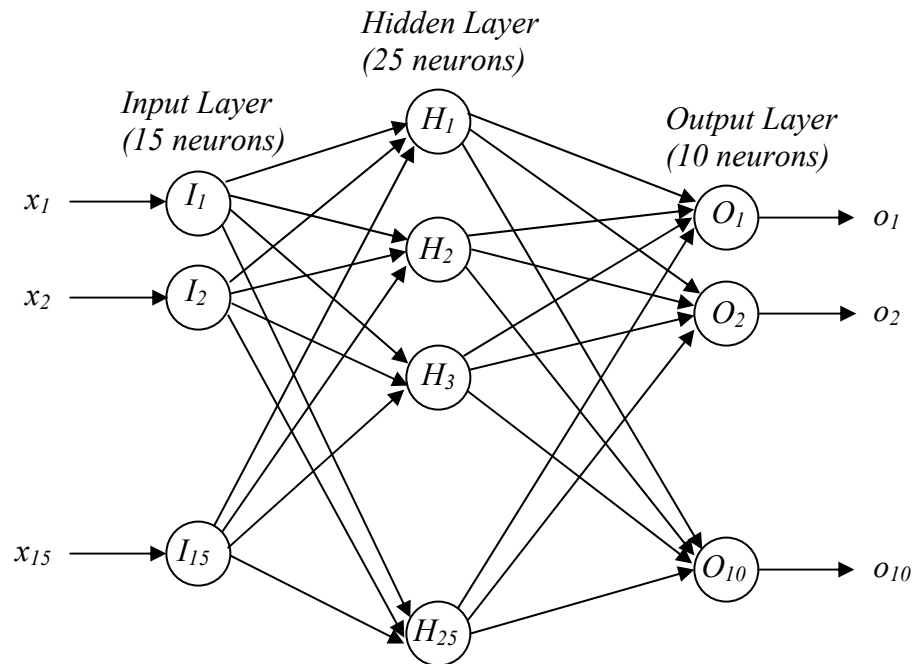 Hidden Layer
(25 neurons)
Input Layer
(15 neurons)
Output Layer
(10 neurons)
H1
x1
I1
O1
o1
H2
x2
I2
O2
o2
H3
x15
I15
O10
o10
H25